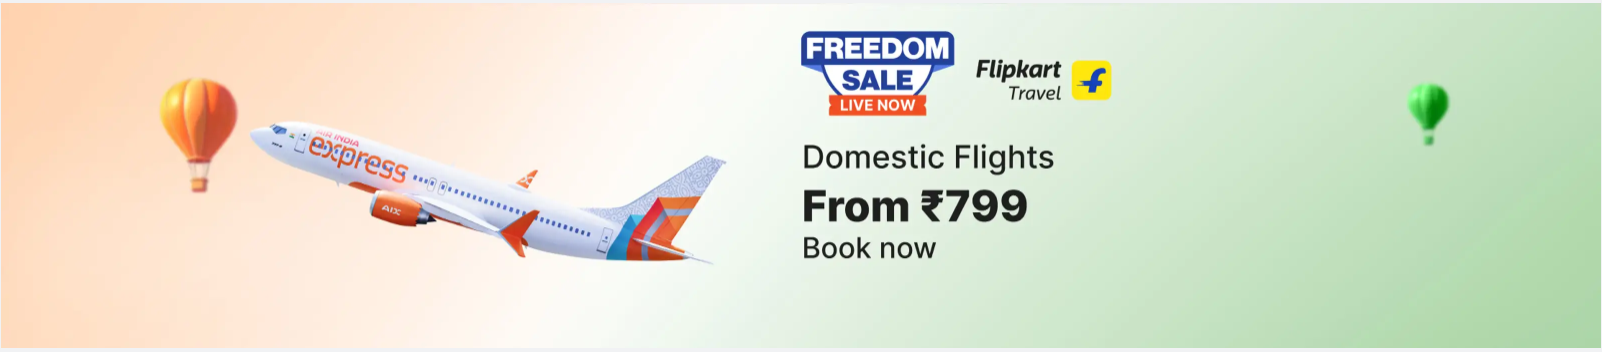 FREEDOM
SALE
LIVE NOW
Flipkart
Travel
AIR INDIA
express
AIX
Domestic Flights
From ₹799
Book now